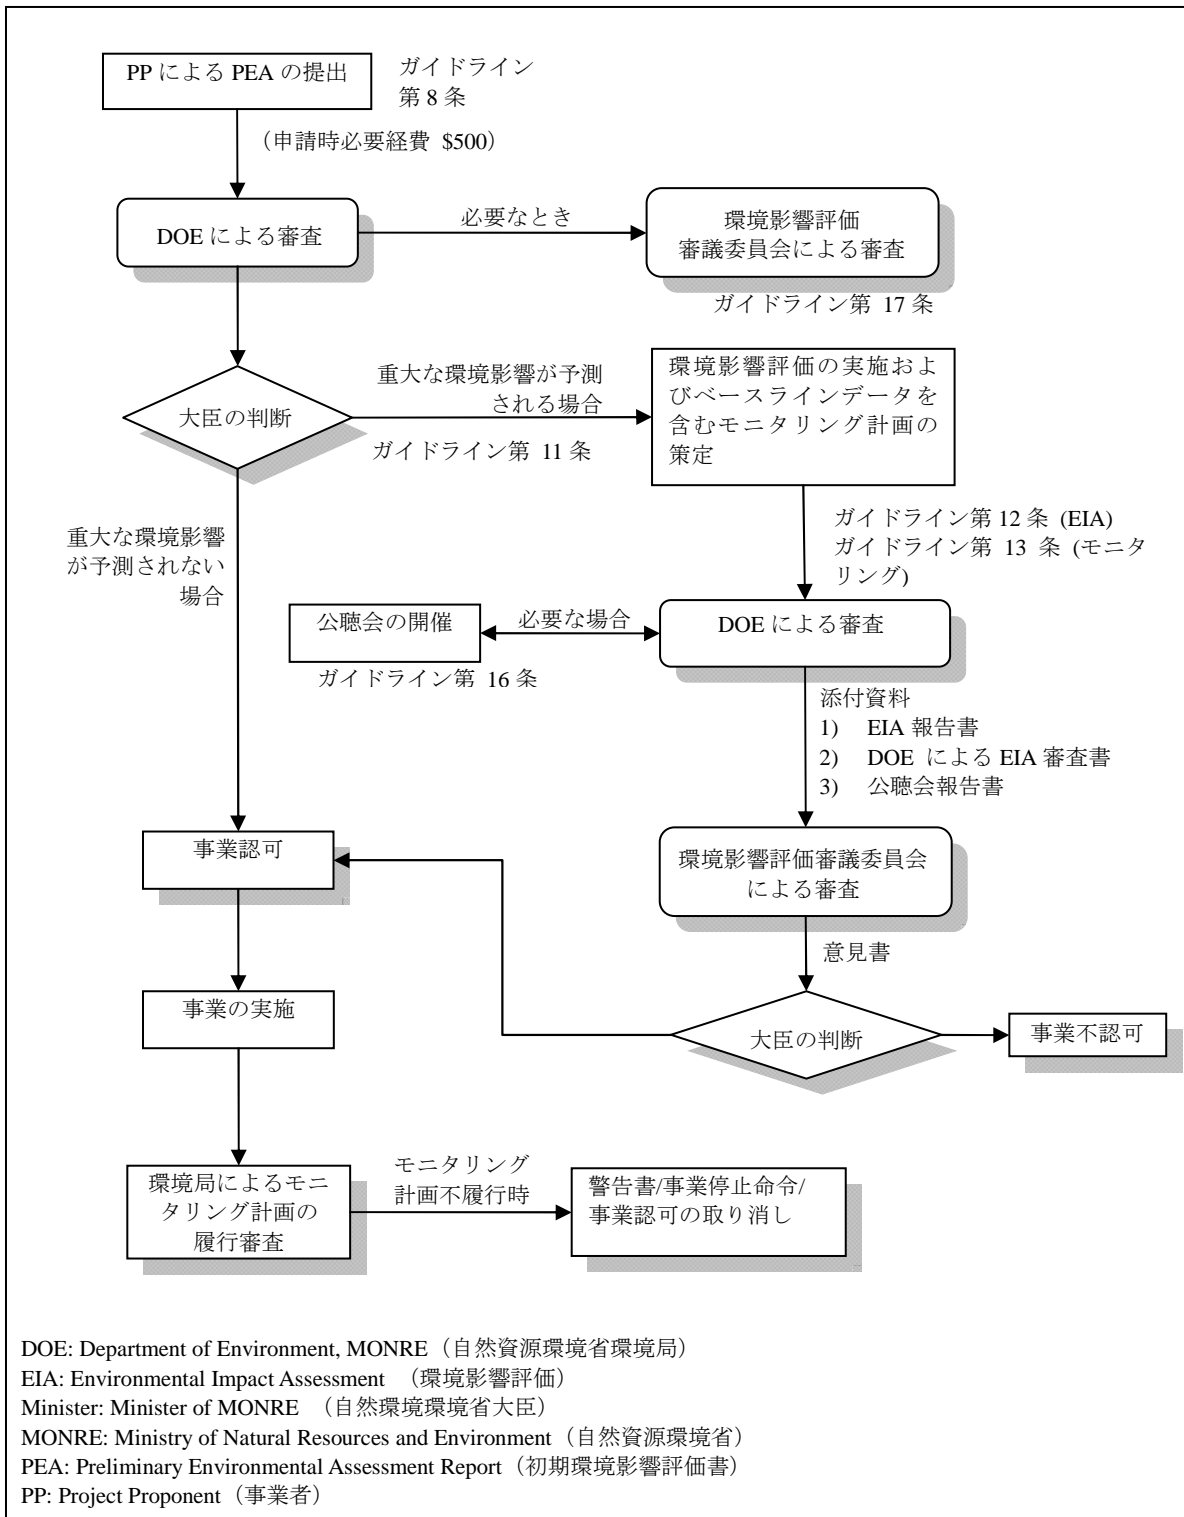 PP による PEA の提出
ガイドライン
第 8 条
（申請時必要経費 $500）
DOE による審査
必要なとき
環境影響評価
審議委員会による審査
ガイドライン第 17 条
大臣の判断
重大な環境影響が予測
される場合
ガイドライン第 11 条
環境影響評価の実施およ
びベースラインデータを
含むモニタリング計画の
策定
重大な環境影響
が予測されない
場合
ガイドライン第 12 条 (EIA)
ガイドライン第 13 条 (モニタ
リング)
公聴会の開催
必要な場合
DOE による審査
ガイドライン第 16 条
添付資料
1) EIA 報告書
2) DOE による EIA 審査書
3) 公聴会報告書
事業認可
環境影響評価審議委員会
による審査
意見書
事業の実施
大臣の判断
事業不認可
環境局によるモニ
タリング計画の
履行審査
モニタリング
計画不履行時
警告書/事業停止命令/
事業認可の取り消し
DOE: Department of Environment, MONRE（自然資源環境省環境局）
EIA: Environmental Impact Assessment （環境影響評価）
Minister: Minister of MONRE （自然環境環境省大臣）
MONRE: Ministry of Natural Resources and Environment（自然資源環境省）
PEA: Preliminary Environmental Assessment Report（初期環境影響評価書）
PP: Project Proponent（事業者）